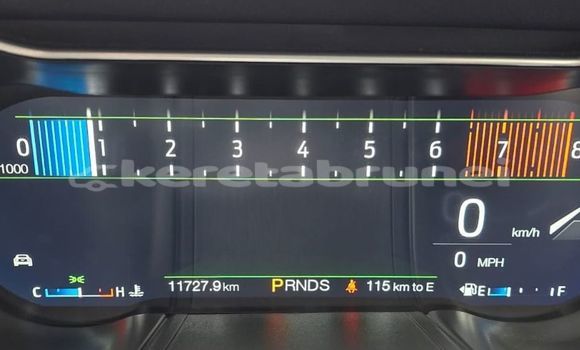 0 1 2 3 4 5 6 7 8
1000
keretabrunei
0 km/h
0 MPH
C H
11727.9 km PRNDS 115 km to E
E F